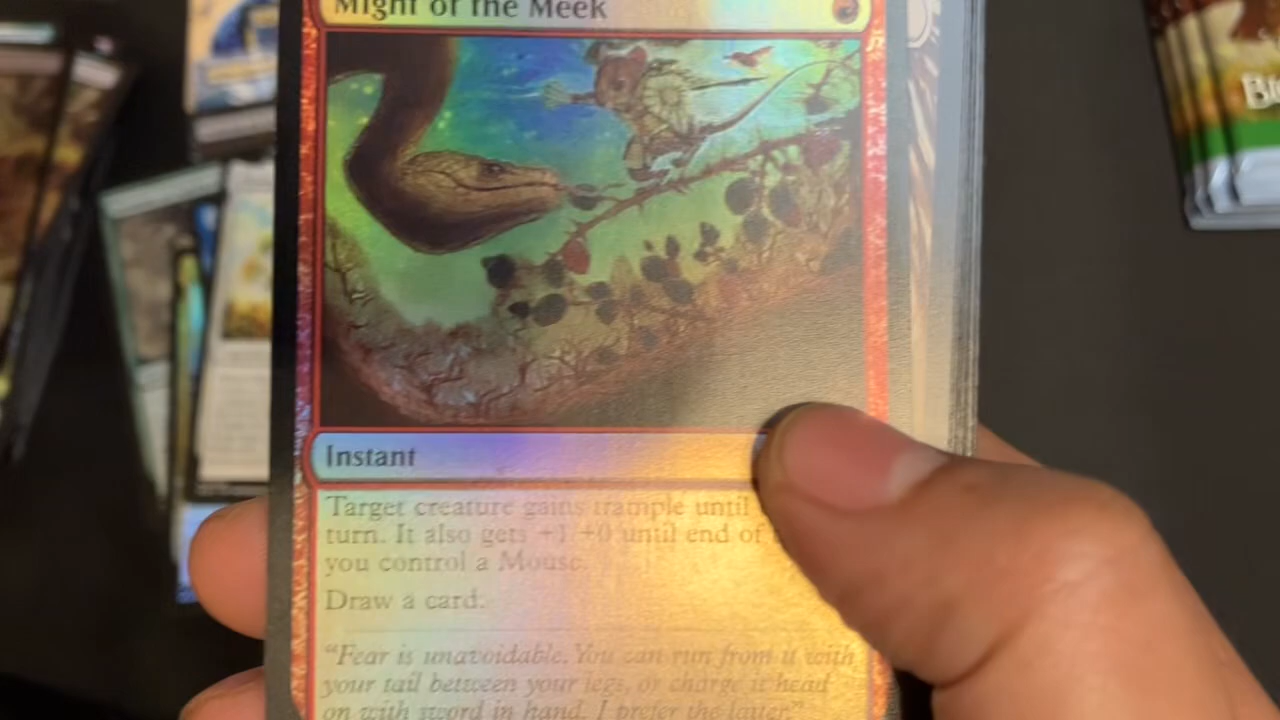 Might of the Meek
Instant
Target creature gains trample until
turn. It also gets +1/+0 until end of
you control a Mouse.
Draw a card.
"Fear is unavoidable. You can run from it with
your tail between your legs, or charge it head
on with sword in hand. I prefer the latter."